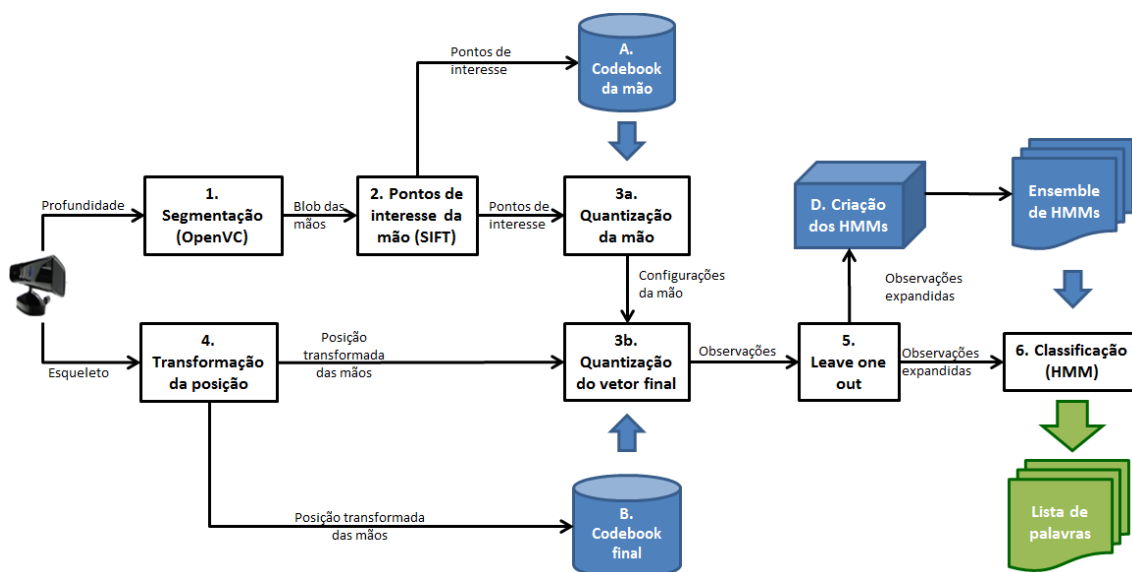 Pontos de
interesse
A.
Codebook
da mão
Profundidade
1.
Segmentação
(OpenVC)
Blob das
mãos
2. Pontos de
interesse da
mão (SIFT)
Pontos de
interesse
3a.
Quantização
da mão
D. Criação
dos HMMs
Ensemble
de HMMs
Configurações
da mão
Observações
expandidas
Esqueleto
4.
Transformação
da posição
Posição
transformada
das mãos
3b.
Quantização
do vetor final
Observações
5.
Leave one
out
Observações
expandidas
6. Classificação
(HMM)
Posição transformada
das mãos
B.
Codebook
final
Lista de
palavras